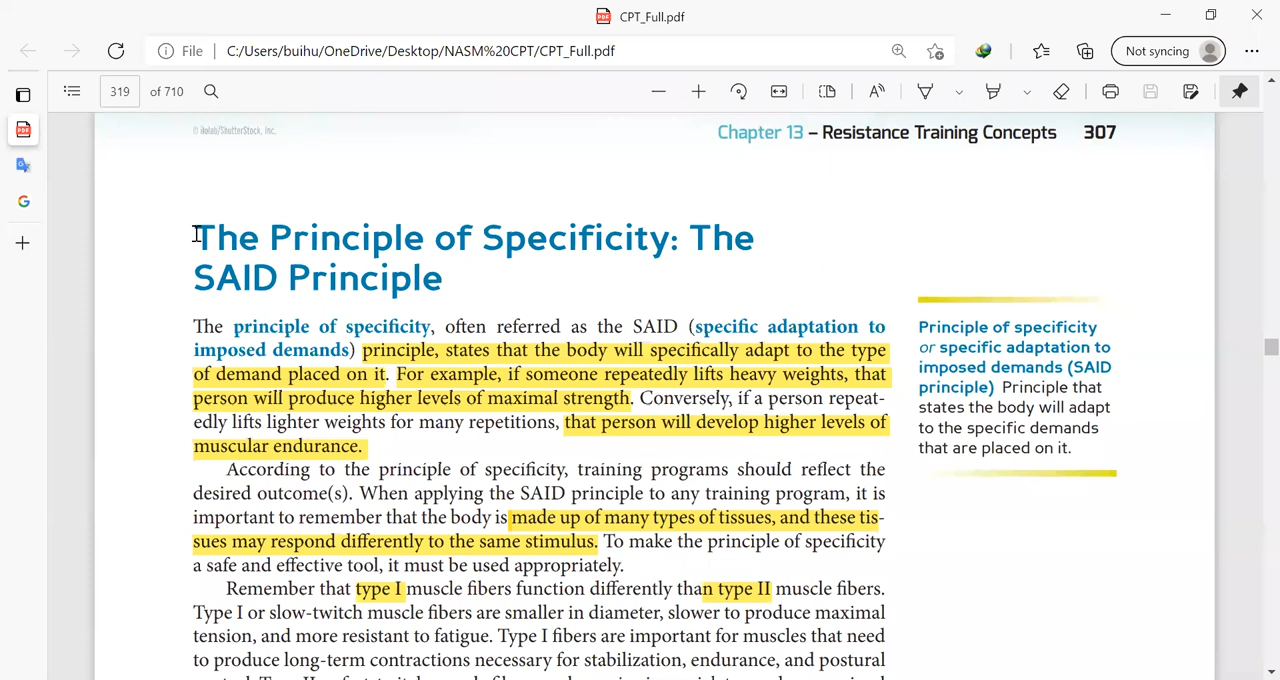 CPT_Full.pdf
File
C:/Users/buihu/OneDrive/Desktop/NASM%20CPT/CPT_Full.pdf
Not syncing
319 of 710
© ilolab/ShutterStock, Inc.
Chapter 13 – Resistance Training Concepts 307
The Principle of Specificity: The
SAID Principle
The principle of specificity, often referred as the SAID (specific adaptation to
imposed demands) principle, states that the body will specifically adapt to the type
of demand placed on it. For example, if someone repeatedly lifts heavy weights, that
person will produce higher levels of maximal strength. Conversely, if a person repeat-
edly lifts lighter weights for many repetitions, that person will develop higher levels of
muscular endurance.
According to the principle of specificity, training programs should reflect the
desired outcome(s). When applying the SAID principle to any training program, it is
important to remember that the body is made up of many types of tissues, and these tis-
sues may respond differently to the same stimulus. To make the principle of specificity
a safe and effective tool, it must be used appropriately.
Remember that type I muscle fibers function differently than type II muscle fibers.
Type I or slow-twitch muscle fibers are smaller in diameter, slower to produce maximal
tension, and more resistant to fatigue. Type I fibers are important for muscles that need
to produce long-term contractions necessary for stabilization, endurance, and postural
Principle of specificity
or specific adaptation to
imposed demands (SAID
principle) Principle that
states the body will adapt
to the specific demands
that are placed on it.